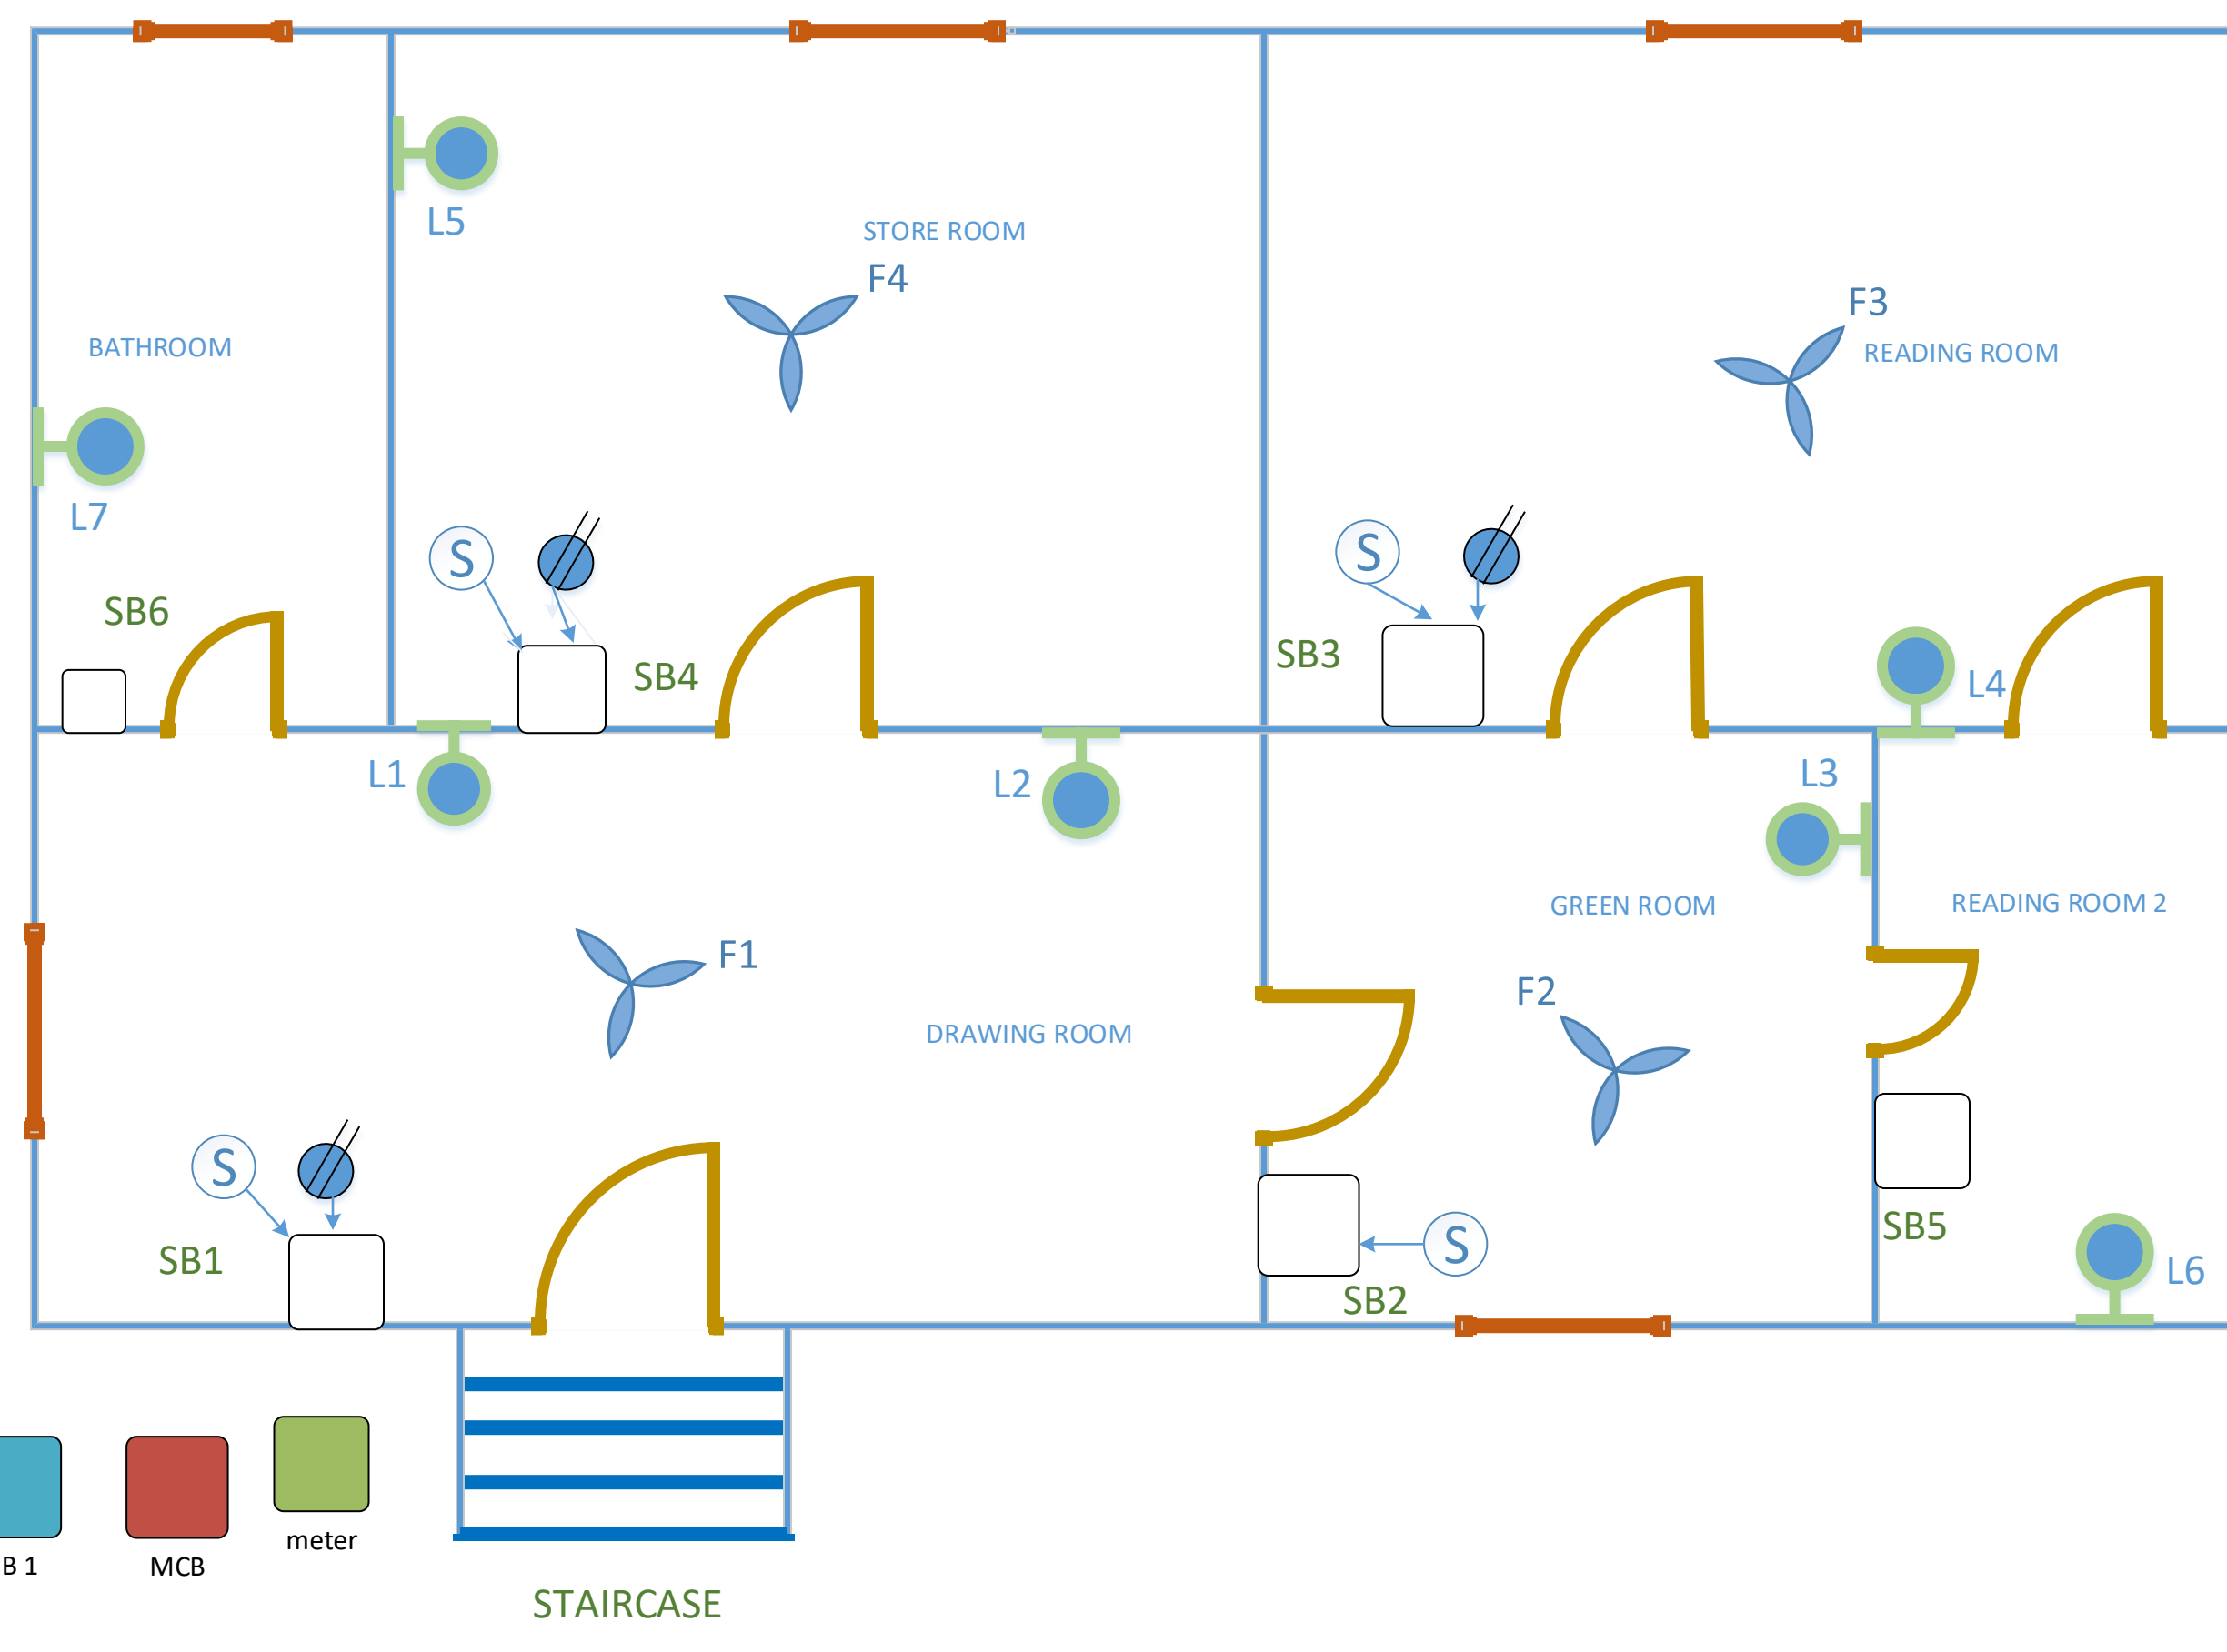 L5
STORE ROOM
F4
F3
BATHROOM
READING ROOM
L7
S
S
SB6
SB4
SB3
L4
L1
L2
L3
GREEN ROOM
READING ROOM 2
F1
F2
DRAWING ROOM
S
SB1
S
SB2
SB5
L6
B 1
MCB
meter
STAIRCASE